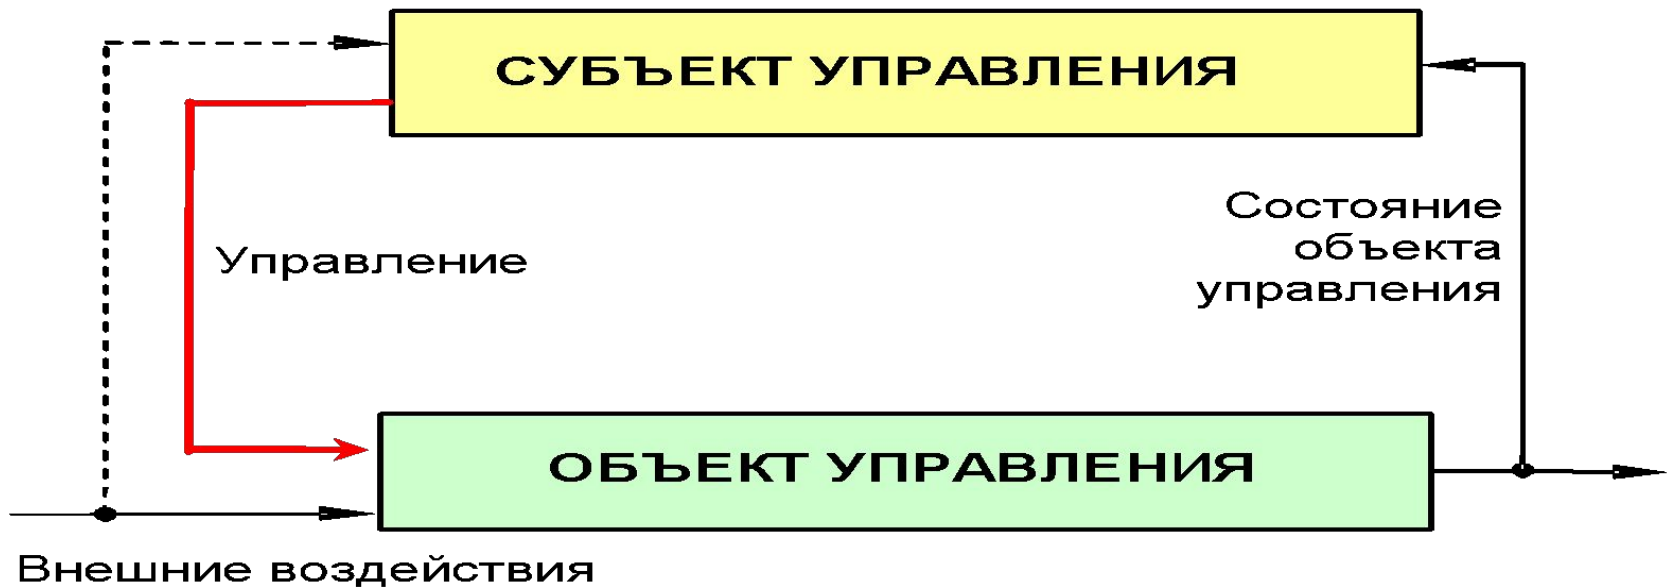 СУБЪЕКТ УПРАВЛЕНИЯ
Управление
Состояние
объекта
управления
ОБЪЕКТ УПРАВЛЕНИЯ
Внешние воздействия